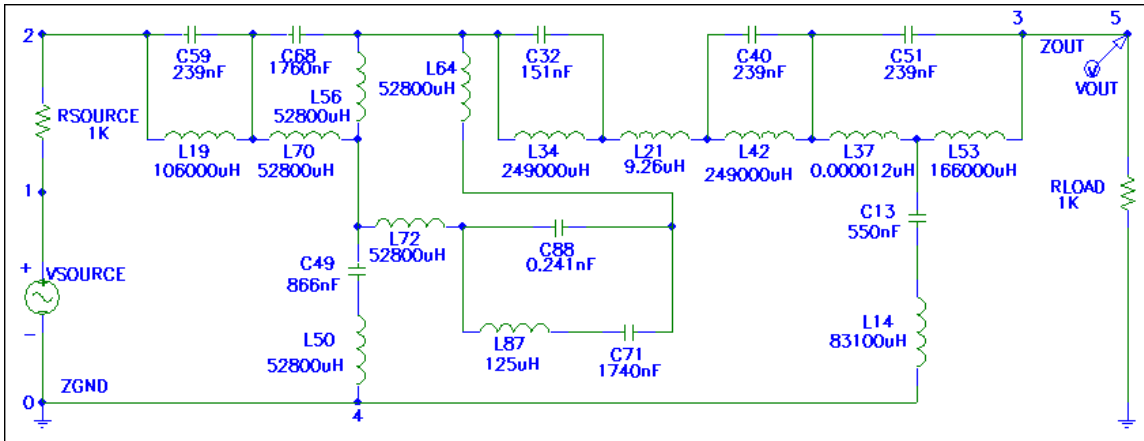 2
C59
239nF
C68
1760nF
L56
52800uH
L64
52800uH
C32
151nF
C40
239nF
C51
239nF
3
5
ZOUT
V
VOUT
RSOURCE
1K
L19
106000uH
L70
52800uH
L34
249000uH
L21
9.26uH
L42
249000uH
L37
0.000012uH
L53
166000uH
1
RLOAD
1K
L72
52800uH
C88
0.241nF
C13
550nF
+
VSOURCE
-
C49
866nF
L50
52800uH
L87
125uH
C71
1740nF
L14
83100uH
ZGND
0
4